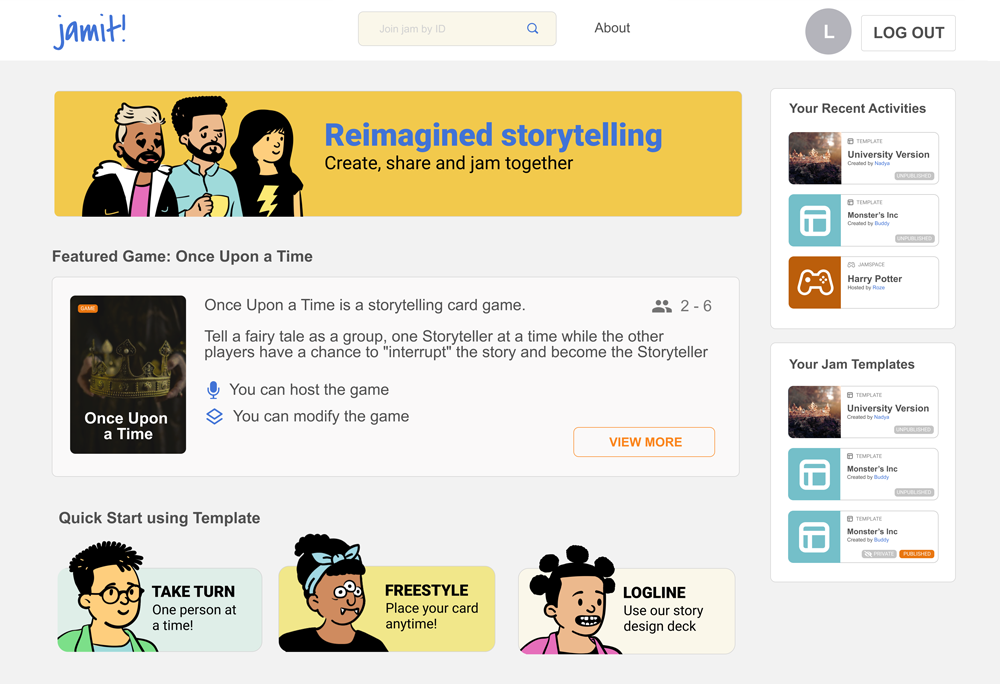 jamit!
Join jam by ID
About
L
LOG OUT
Reimagined storytelling
Create, share and jam together
Featured Game: Once Upon a Time
GAME
Once Upon
a Time
Once Upon a Time is a storytelling card game.
2 - 6
Tell a fairy tale as a group, one Storyteller at a time while the other
players have a chance to "interrupt" the story and become the Storyteller
You can host the game
You can modify the game
VIEW MORE
Quick Start using Template
TAKE TURN
One person at
a time!
FREESTYLE
Place your card
anytime!
LOGLINE
Use our story
design deck
Your Recent Activities
TEMPLATE
University Version
Created by Nadya
UNPUBLISHED
TEMPLATE
Monster's Inc
Created by Buddy
UNPUBLISHED
JAMSPACE
Harry Potter
Hosted by Roze
Your Jam Templates
TEMPLATE
University Version
Created by Nadya
UNPUBLISHED
TEMPLATE
Monster's Inc
Created by Buddy
UNPUBLISHED
TEMPLATE
Monster's Inc
Created by Buddy
PRIVATE
PUBLISHED